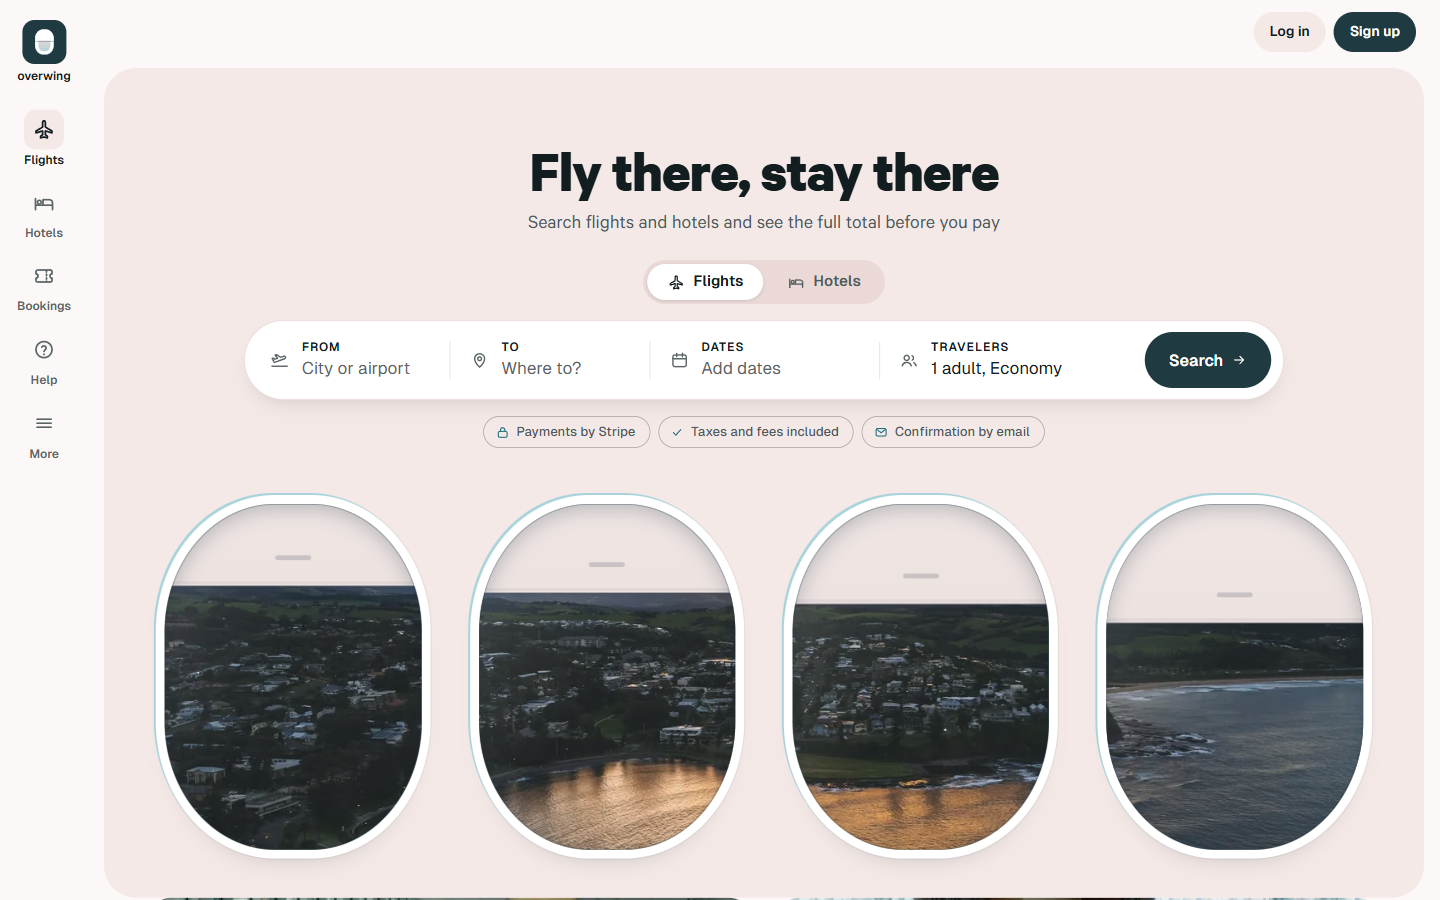 Log in
Sign up
overwing
Flights
Hotels
Bookings
Help
More
Fly there, stay there
Search flights and hotels and see the full total before you pay
Flights
Hotels
FROM
City or airport
TO
Where to?
DATES
Add dates
TRAVELERS
1 adult, Economy
Search
Payments by Stripe
Taxes and fees included
Confirmation by email